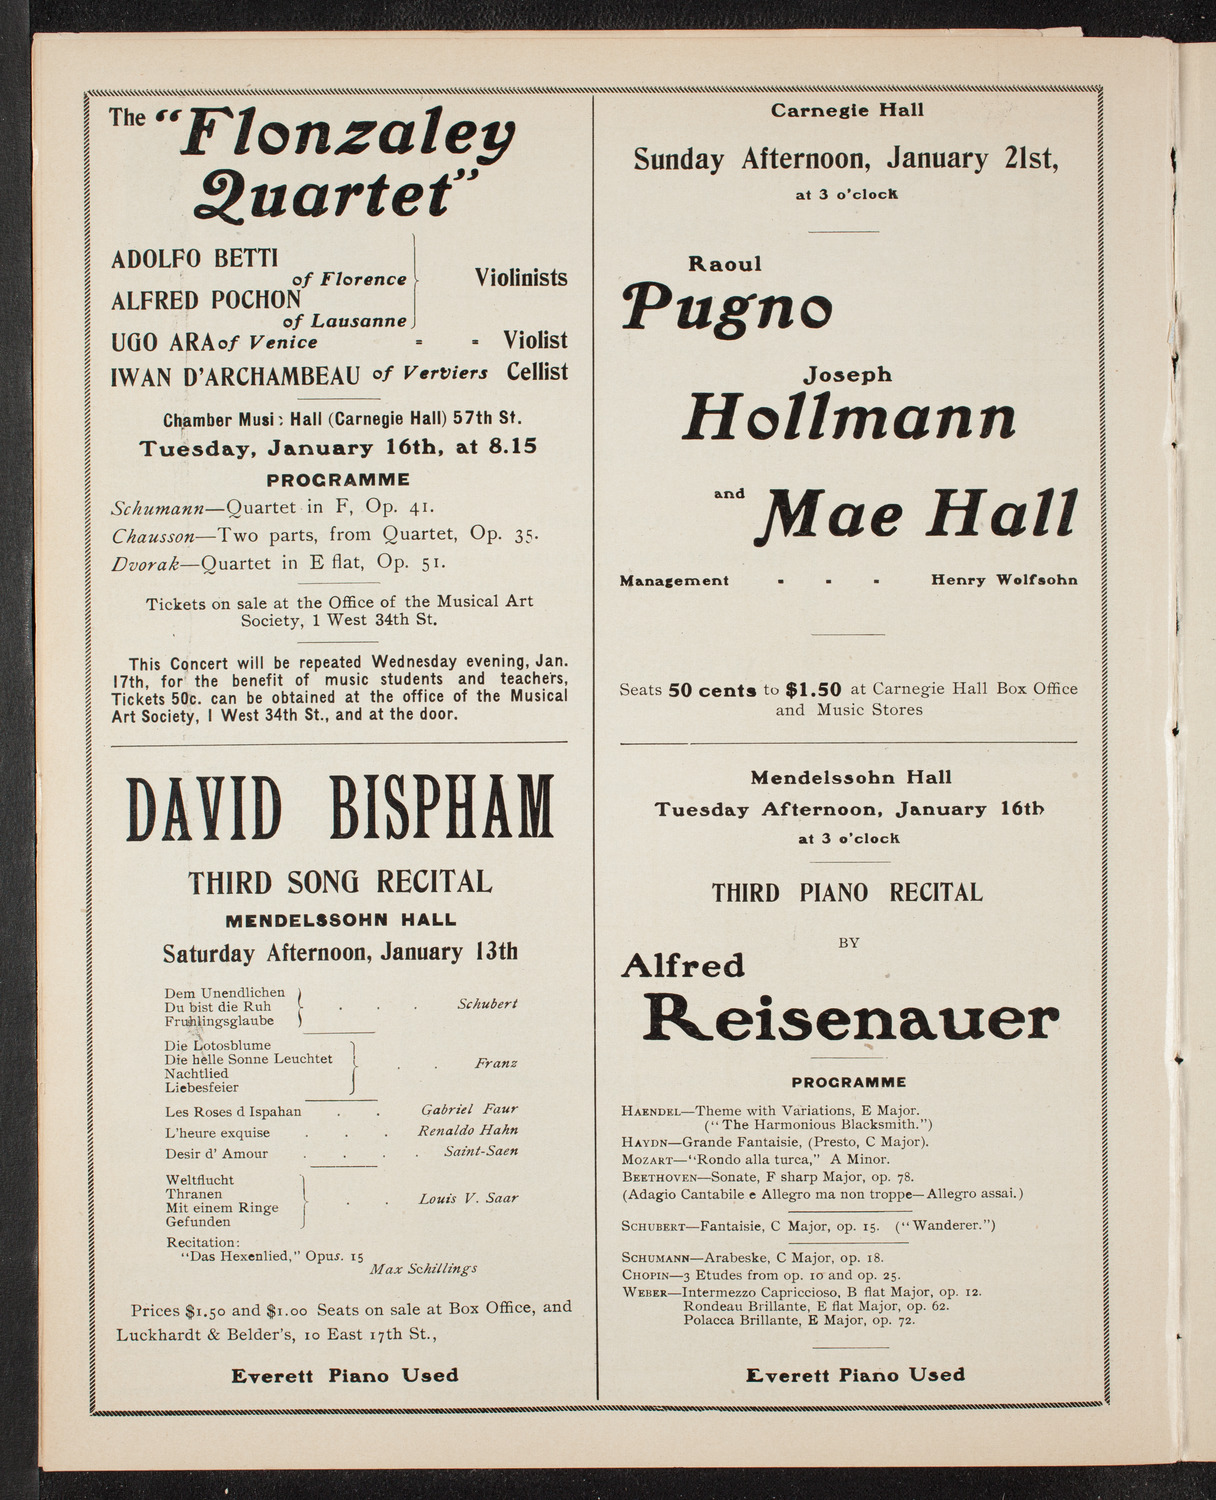 The "Flonzaley
Quartet"
ADOLFO BETTI
of Florence
ALFRED POCHON
of Lausanne
Violinists
UGO ARA of Venice = = Violist
IWAN D'ARCHAMBEAU of Verviers Cellist
Chamber Musi: Hall (Carnegie Hall) 57th St.
Tuesday, January 16th, at 8.15
PROGRAMME
Schumann—Quartet in F, Op. 41.
Chausson—Two parts, from Quartet, Op. 35.
Dvorak—Quartet in E flat, Op. 51.
Tickets on sale at the Office of the Musical Art
Society, 1 West 34th St.
This Concert will be repeated Wednesday evening, Jan.
17th, for the benefit of music students and teachers,
Tickets 50c. can be obtained at the office of the Musical
Art Society, 1 West 34th St., and at the door.
DAVID BISPHAM
THIRD SONG RECITAL
MENDELSSOHN HALL
Saturday Afternoon, January 13th
Dem Unendlichen
Du bist die Ruh . . . Schubert
Fruhlingsglaube
Die Lotosblume
Die helle Sonne Leuchtet
Nachtlied . . Franz
Liebesfeier
Les Roses d Ispahan . . Gabriel Faur
L'heure exquise . . . Renaldo Hahn
Desir d' Amour . . . . Saint-Saen
Weltflucht
Thranen
Mit einem Ringe . . Louis V. Saar
Gefunden
Recitation:
"Das Hexenlied," Opus. 15
Max Schillings
Prices $1.50 and $1.00 Seats on sale at Box Office, and
Luckhardt & Belder's, 10 East 17th St.,
Everett Piano Used
Carnegie Hall
Sunday Afternoon, January 21st,
at 3 o'clock
Raoul
Pugno
Joseph
Hollmann
and Mae Hall
Management - - - Henry Wolfsohn
Seats 50 cents to $1.50 at Carnegie Hall Box Office
and Music Stores
Mendelssohn Hall
Tuesday Afternoon, January 16th
at 3 o'clock
THIRD PIANO RECITAL
BY
Alfred
Reisenauer
PROGRAMME
HAENDEL—Theme with Variations, E Major.
("The Harmonious Blacksmith.")
HAYDN—Grande Fantaisie, (Presto, C Major).
MOZART—"Rondo alla turca," A Minor.
BEETHOVEN—Sonate, F sharp Major, op. 78.
(Adagio Cantabile e Allegro ma non troppe—Allegro assai.)
SCHUBERT—Fantaisie, C Major, op. 15. ("Wanderer.")
SCHUMANN—Arabeske, C Major, op. 18.
CHOPIN—3 Etudes from op. 10 and op. 25.
WEBER—Intermezzo Capriccioso, B flat Major, op. 12.
Rondeau Brillante, E flat Major, op. 62.
Polacca Brillante, E Major, op. 72.
Everett Piano Used